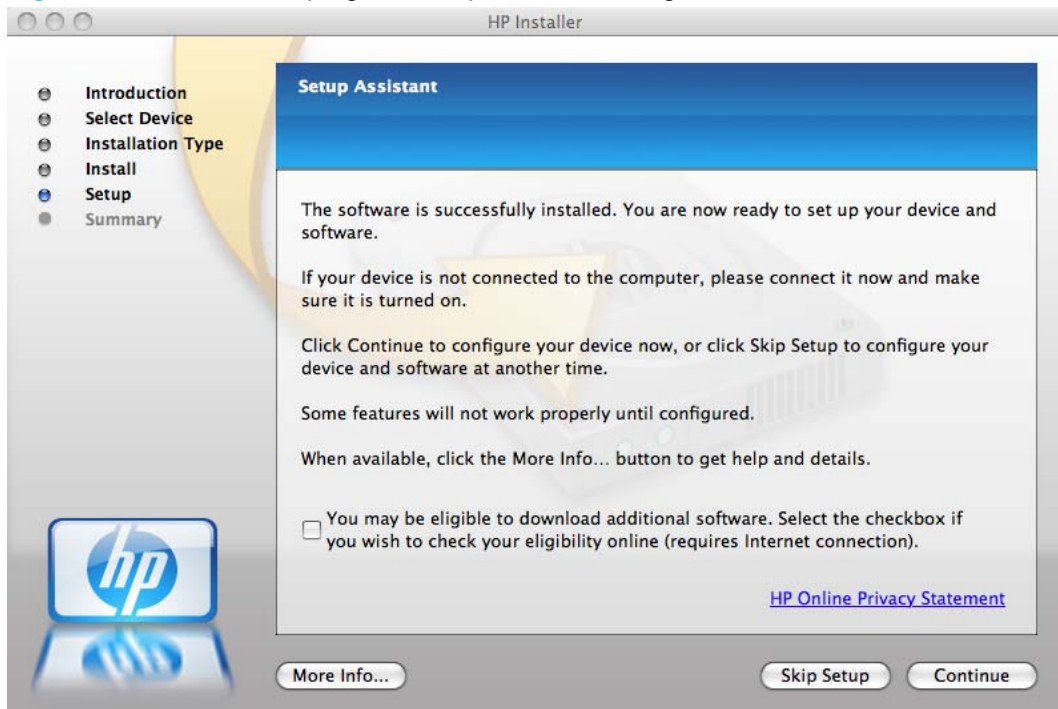 HP Installer
Introduction
Select Device
Installation Type
Install
Setup
Summary
Setup Assistant
The software is successfully installed. You are now ready to set up your device and
software.
If your device is not connected to the computer, please connect it now and make
sure it is turned on.
Click Continue to configure your device now, or click Skip Setup to configure your
device and software at another time.
Some features will not work properly until configured.
When available, click the More Info... button to get help and details.
You may be eligible to download additional software. Select the checkbox if
you wish to check your eligibility online (requires Internet connection).
HP Online Privacy Statement
hp
More Info...
Skip Setup
Continue